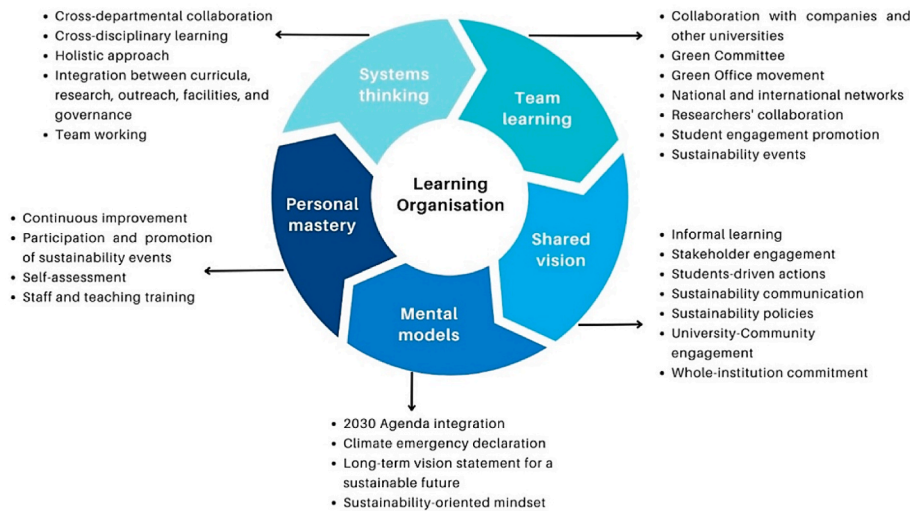 • Cross-departmental collaboration
• Cross-disciplinary learning
• Holistic approach
• Integration between curricula,
research, outreach, facilities, and
governance
• Team working
Systems
thinking
Team
learning
• Collaboration with companies and
other universities
• Green Committee
• Green Office movement
• National and international networks
• Researchers' collaboration
• Student engagement promotion
• Sustainability events
Learning
Organisation
Personal
mastery
• Continuous improvement
• Participation and promotion
of sustainability events
• Self-assessment
• Staff and teaching training
Shared
vision
• Informal learning
• Stakeholder engagement
• Students-driven actions
• Sustainability communication
• Sustainability policies
• University-Community
engagement
• Whole-institution commitment
Mental
models
• 2030 Agenda integration
• Climate emergency declaration
• Long-term vision statement for a
sustainable future
• Sustainability-oriented mindset